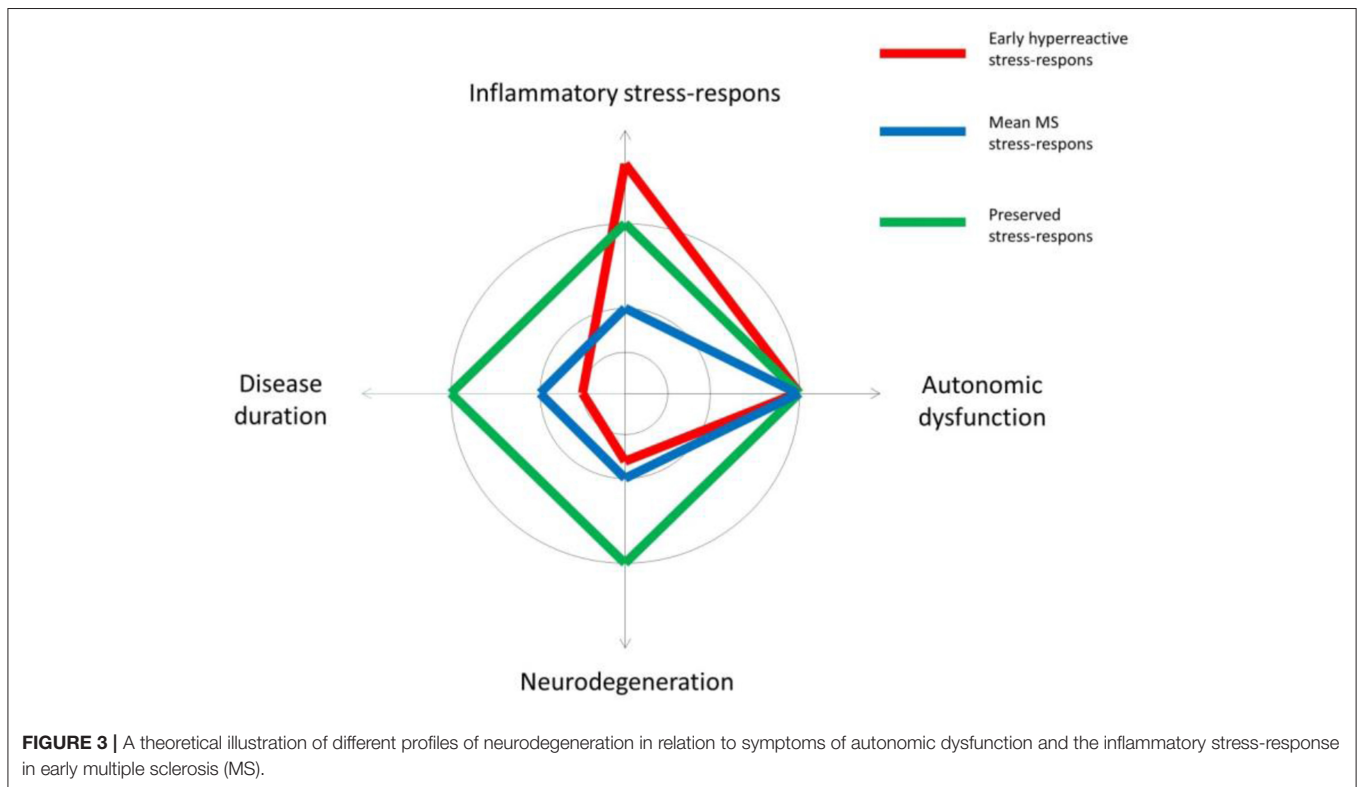 Early hyperreactive
stress-respons
Mean MS
stress-respons
Preserved
stress-respons
Inflammatory stress-respons
Disease
duration
Autonomic
dysfunction
Neurodegeneration
FIGURE 3 | A theoretical illustration of different profiles of neurodegeneration in relation to symptoms of autonomic dysfunction and the inflammatory stress-response
in early multiple sclerosis (MS).